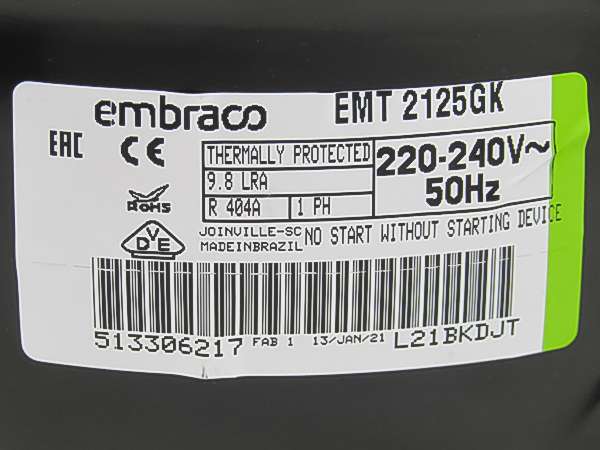 embraco EMT 2125GK
EAC CE
THERMALLY PROTECTED
9.8 LRA
R 404A 1 PH
220-240V~
50Hz
RoHS
VDE
JOINVILLE-SC
MADEINBRAZIL
NO START WITHOUT STARTING DEVICE
513306217 FAB 1 13/JAN/21 L21BKDJT